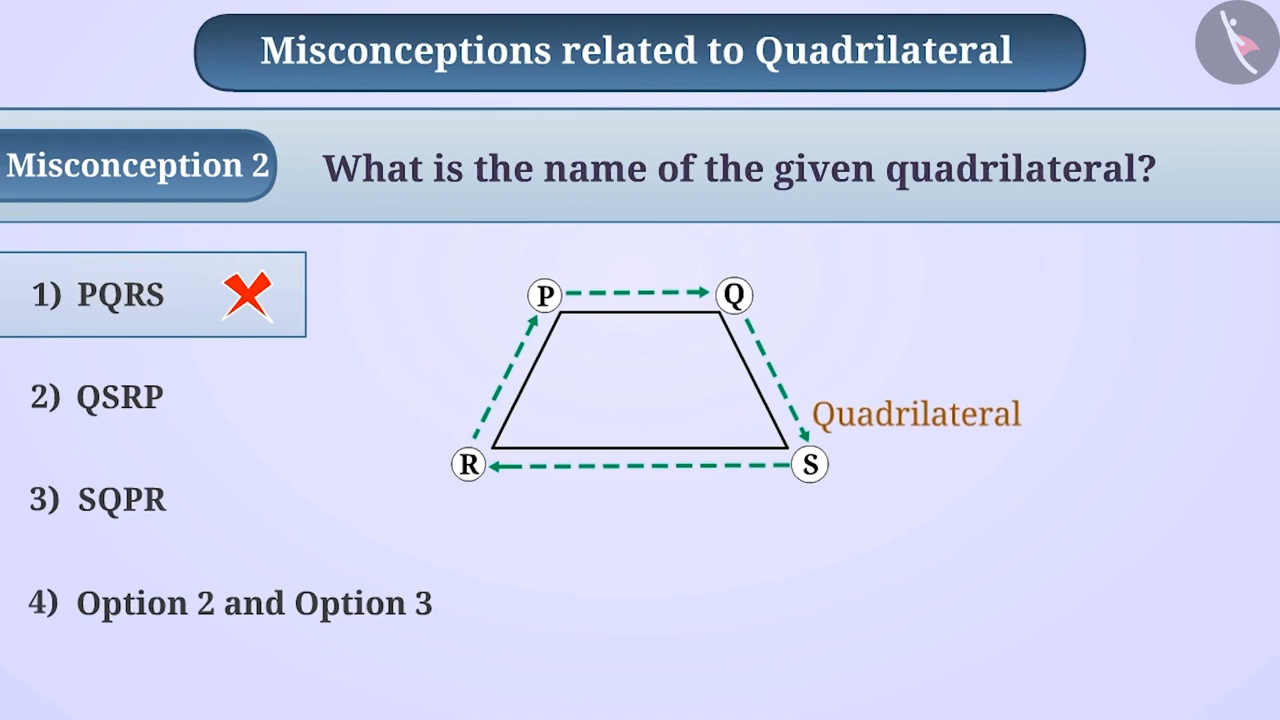 Misconceptions related to Quadrilateral
Misconception 2
What is the name of the given quadrilateral?
1) PQRS
P
Q
2) QSRP
Quadrilateral
R
S
3) SQPR
4) Option 2 and Option 3